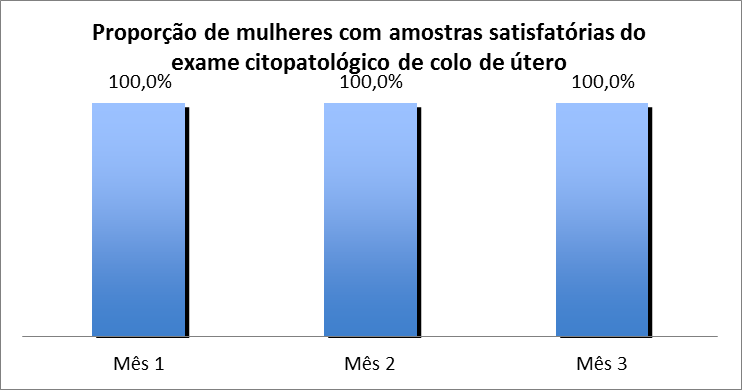 Proporção de mulheres com amostras satisfatórias do
exame citopatológico de colo de útero
100,0% 100,0% 100,0%
Mês 1 Mês 2 Mês 3